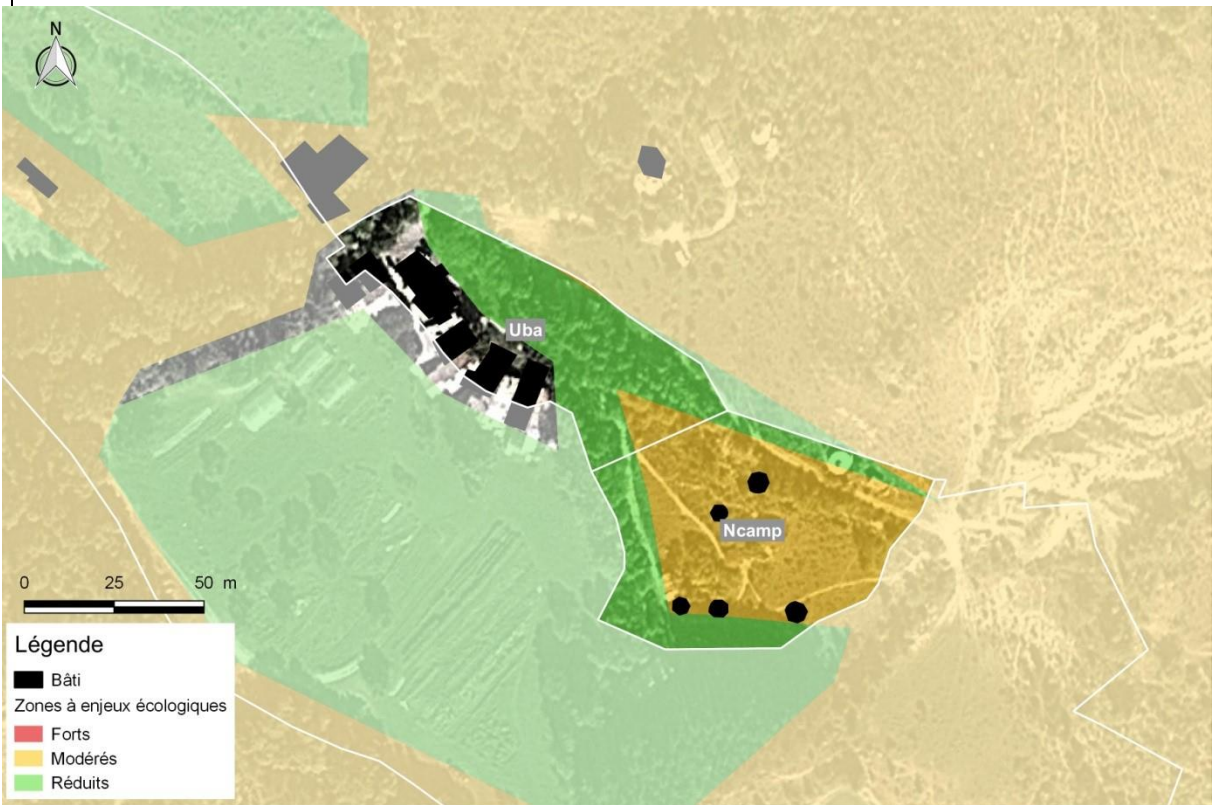 N
Uba
Ncamp
0 25 50 m
Légende
Bâti
Zones à enjeux écologiques
Forts
Modérés
Réduits